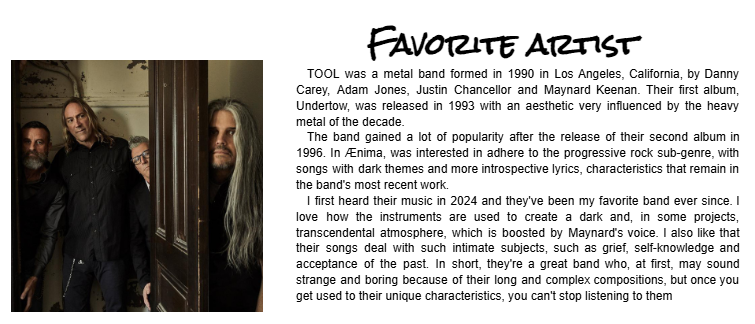 Favorite artist
TOOL was a metal band formed in 1990 in Los Angeles, California, by Danny
Carey, Adam Jones, Justin Chancellor and Maynard Keenan. Their first album,
Undertow, was released in 1993 with an aesthetic very influenced by the heavy
metal of the decade.
The band gained a lot of popularity after the release of their second album in
1996. In Ænima, was interested in adhere to the progressive rock sub-genre, with
songs with dark themes and more introspective lyrics, characteristics that remain in
the band's most recent work.
I first heard their music in 2024 and they've been my favorite band ever since. I
love how the instruments are used to create a dark and, in some projects,
transcendental atmosphere, which is boosted by Maynard's voice. I also like that
their songs deal with such intimate subjects, such as grief, self-knowledge and
acceptance of the past. In short, they're a great band who, at first, may sound
strange and boring because of their long and complex compositions, but once you
get used to their unique characteristics, you can't stop listening to them